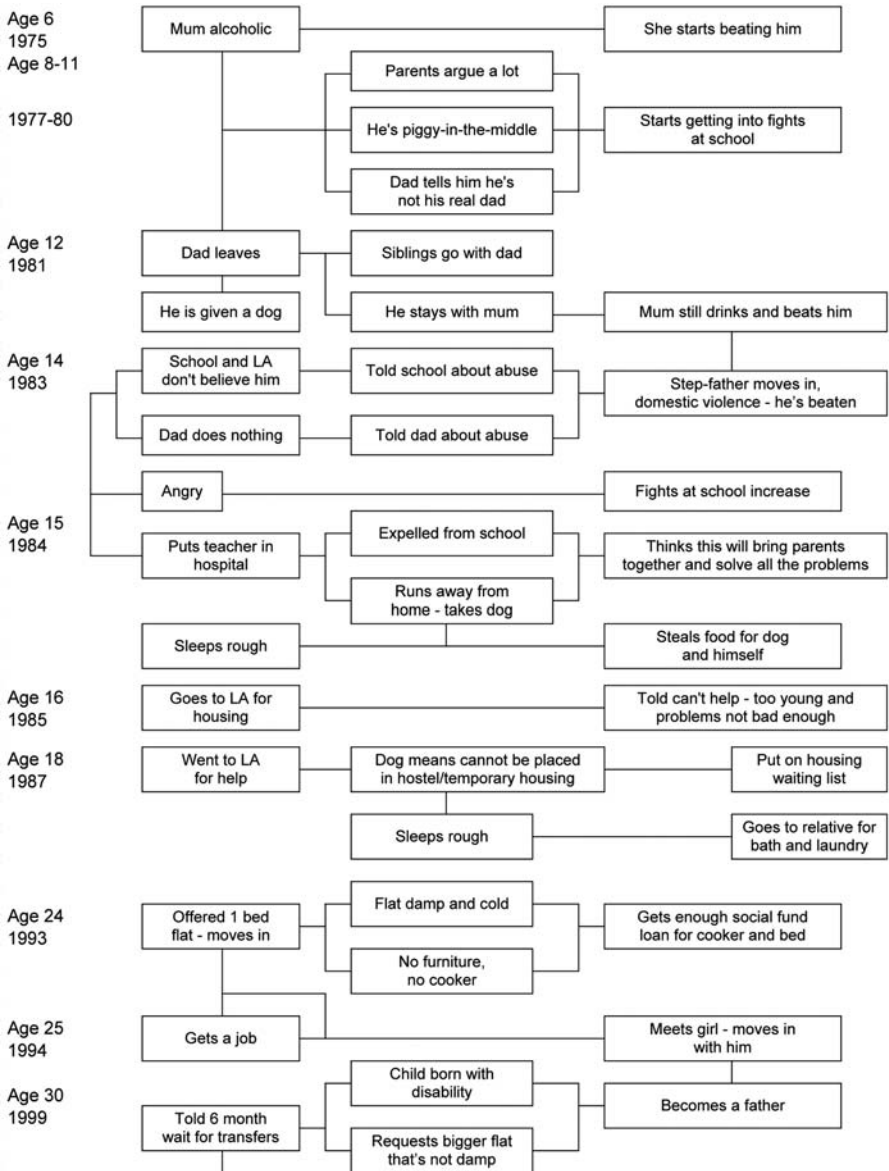 Age 6
1975
Mum alcoholic
She starts beating him
Age 8-11
Parents argue a lot
1977-80
He's piggy-in-the-middle
Starts getting into fights
at school
Dad tells him he's
not his real dad
Age 12
1981
Dad leaves
Siblings go with dad
He is given a dog
He stays with mum
Mum still drinks and beats him
Age 14
1983
School and LA
don't believe him
Told school about abuse
Step-father moves in,
domestic violence - he's beaten
Dad does nothing
Told dad about abuse
Angry
Fights at school increase
Age 15
1984
Puts teacher in
hospital
Expelled from school
Thinks this will bring parents
together and solve all the problems
Runs away from
home - takes dog
Sleeps rough
Steals food for dog
and himself
Age 16
1985
Goes to LA for
housing
Told can't help - too young and
problems not bad enough
Age 18
1987
Went to LA
for help
Dog means cannot be placed
in hostel/temporary housing
Put on housing
waiting list
Sleeps rough
Goes to relative for
bath and laundry
Age 24
1993
Offered 1 bed
flat - moves in
Flat damp and cold
Gets enough social fund
loan for cooker and bed
No furniture,
no cooker
Age 25
1994
Gets a job
Meets girl - moves in
with him
Age 30
1999
Child born with
disability
Becomes a father
Told 6 month
wait for transfers
Requests bigger flat
that's not damp